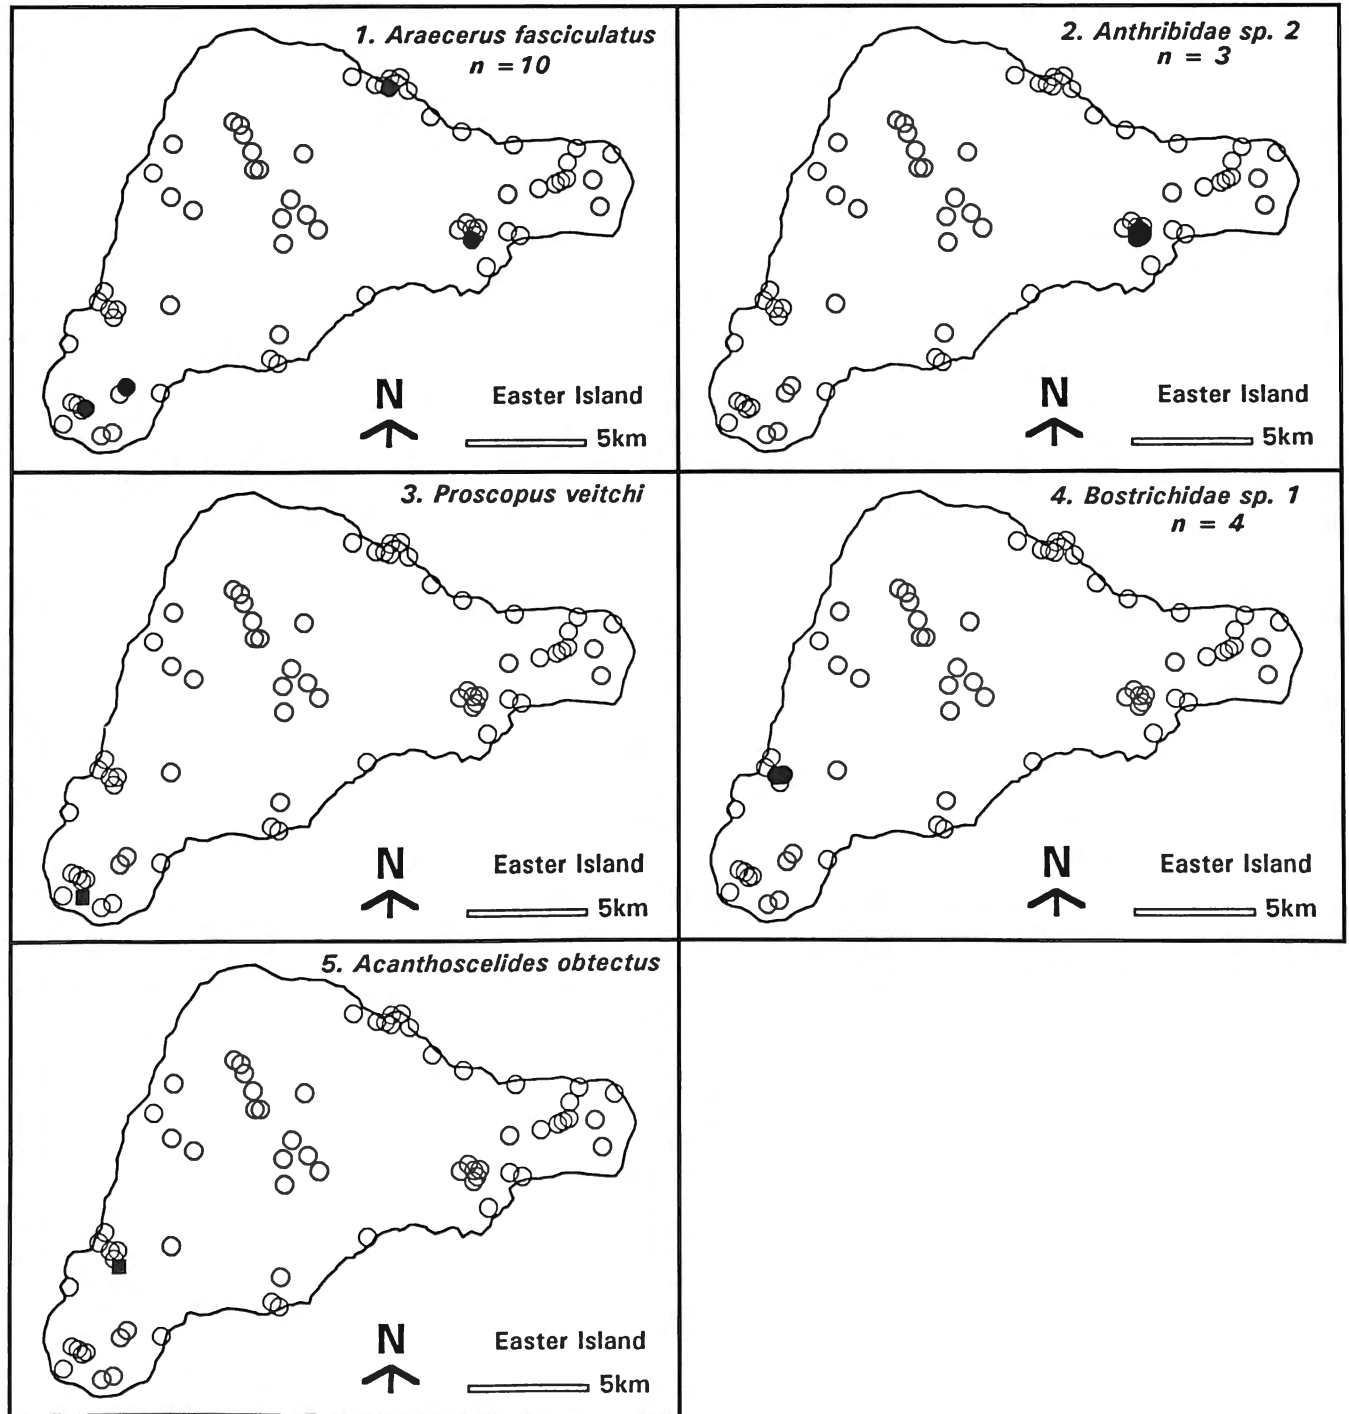 1. Araecerus fasciculatus
n = 10
N
Easter Island
5km
2. Anthribidae sp. 2
n = 3
N
Easter Island
5km
3. Proscopus veitchi
N
Easter Island
5km
4. Bostrichidae sp. 1
n = 4
N
Easter Island
5km
5. Acanthoscelides obtectus
N
Easter Island
5km